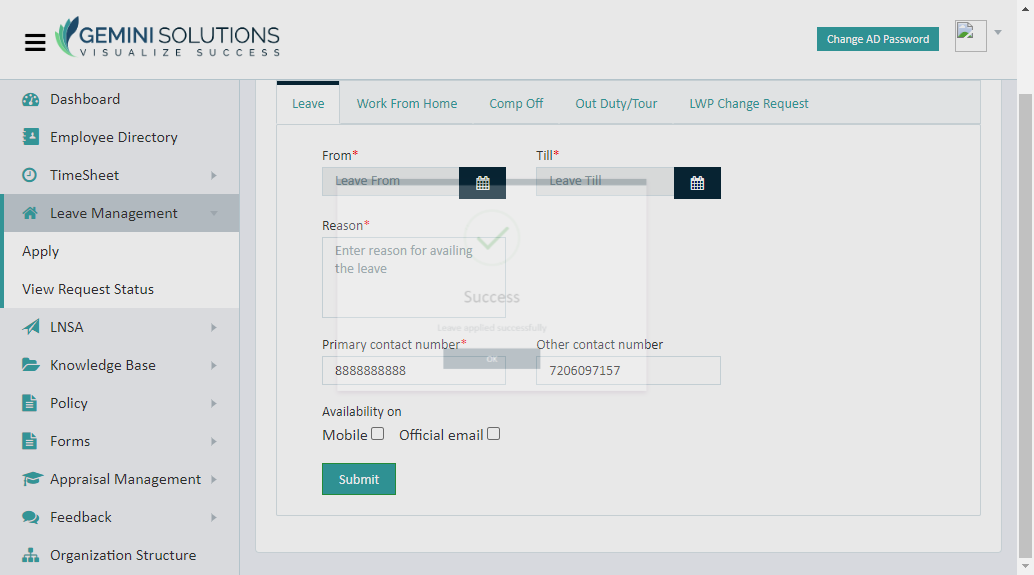 GEMINI SOLUTIONS
VISUALIZE SUCCESS
Change AD Password
Dashboard
Employee Directory
TimeSheet
Leave Management
Apply
View Request Status
LNSA
Knowledge Base
Policy
Forms
Appraisal Management
Feedback
Organization Structure
Leave
Work From Home
Comp Off
Out Duty/Tour
LWP Change Request
From*
Till*
Leave From
Leave Till
Reason*
Enter reason for availing
the leave
Success
Leave applied successfully
OK
Primary contact number*
Other contact number
8888888888
7206097157
Availability on
Mobile
Official email
Submit